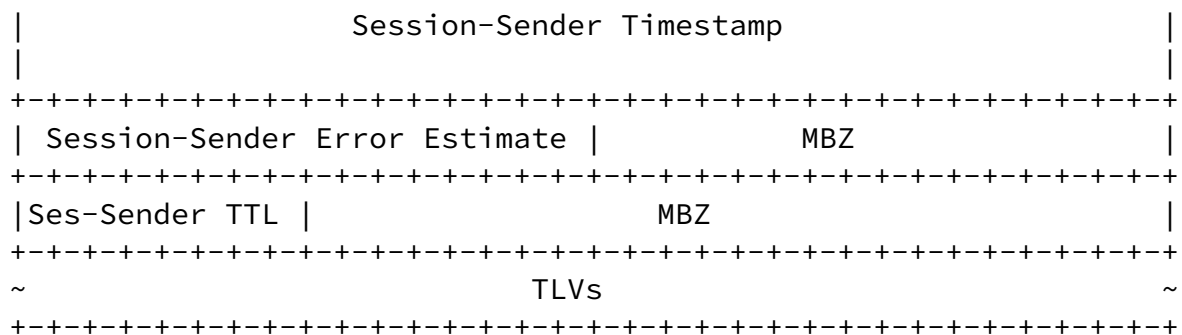 |                  Session-Sender Timestamp                     |
|                                                               |
+-+-+-+-+-+-+-+-+-+-+-+-+-+-+-+-+-+-+-+-+-+-+-+-+-+-+-+-+-+-+-+-+
| Session-Sender Error Estimate |           MBZ                 |
+-+-+-+-+-+-+-+-+-+-+-+-+-+-+-+-+-+-+-+-+-+-+-+-+-+-+-+-+-+-+-+-+
|Ses-Sender TTL |                   MBZ                         |
+-+-+-+-+-+-+-+-+-+-+-+-+-+-+-+-+-+-+-+-+-+-+-+-+-+-+-+-+-+-+-+-+
~                            TLVs                               ~
+-+-+-+-+-+-+-+-+-+-+-+-+-+-+-+-+-+-+-+-+-+-+-+-+-+-+-+-+-+-+-+-+